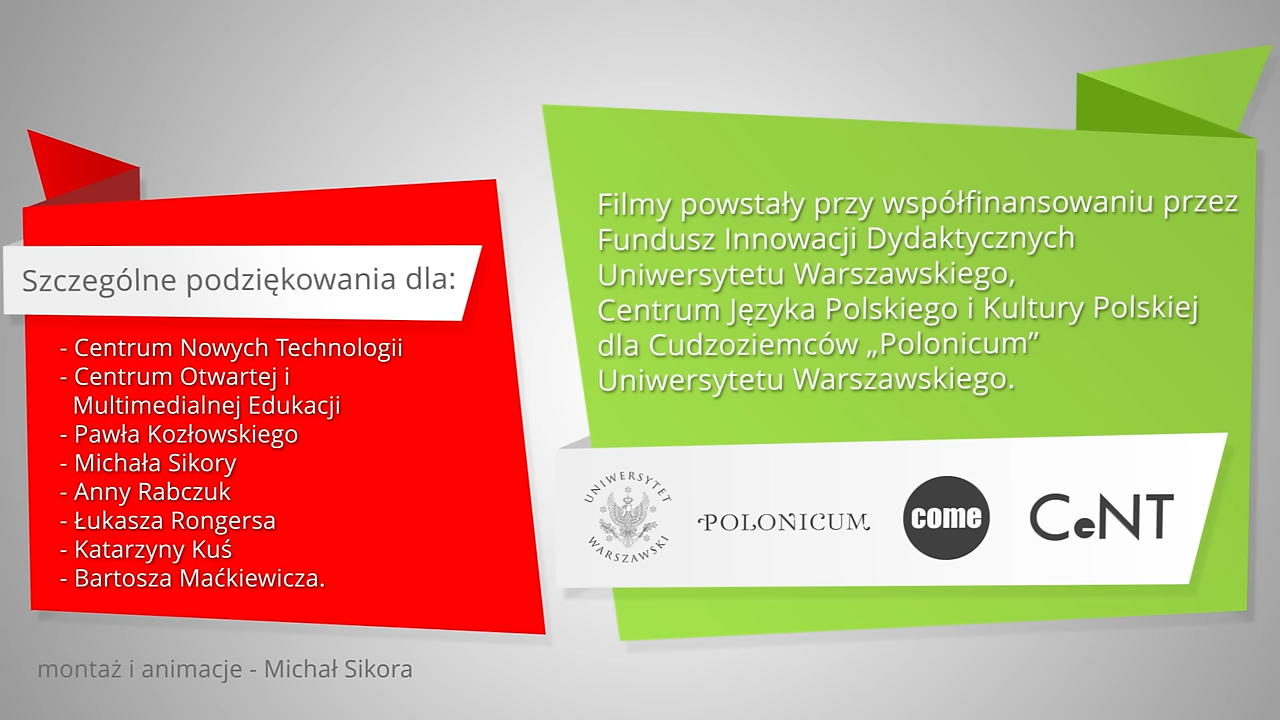 Szczególne podziękowania dla:
- Centrum Nowych Technologii
- Centrum Otwartej i
Multimedialnej Edukacji
- Pawła Kozłowskiego
- Michała Sikory
- Anny Rabczuk
- Łukasza Rongersa
- Katarzyny Kuś
- Bartosza Maćkiewicza.
Filmy powstały przy współfinansowaniu przez
Fundusz Innowacji Dydaktycznych
Uniwersytetu Warszawskiego,
Centrum Języka Polskiego i Kultury Polskiej
dla Cudzoziemców „Polonicum”
Uniwersytetu Warszawskiego.
UNIWERSYTET WARSZAWSKI
POLONICUM
come
CeNT
montaż i animacje - Michał Sikora